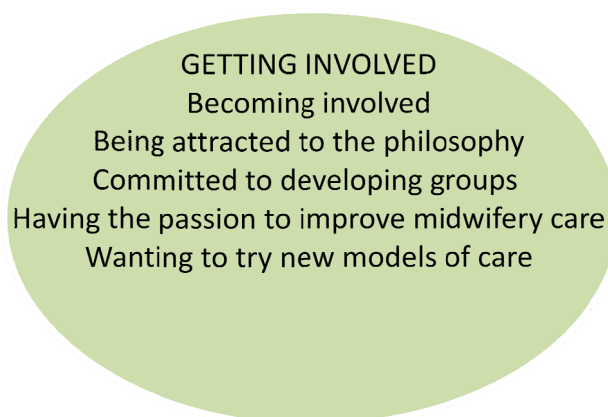 GETTING INVOLVED
Becoming involved
Being attracted to the philosophy
Committed to developing groups
Having the passion to improve midwifery care
Wanting to try new models of care